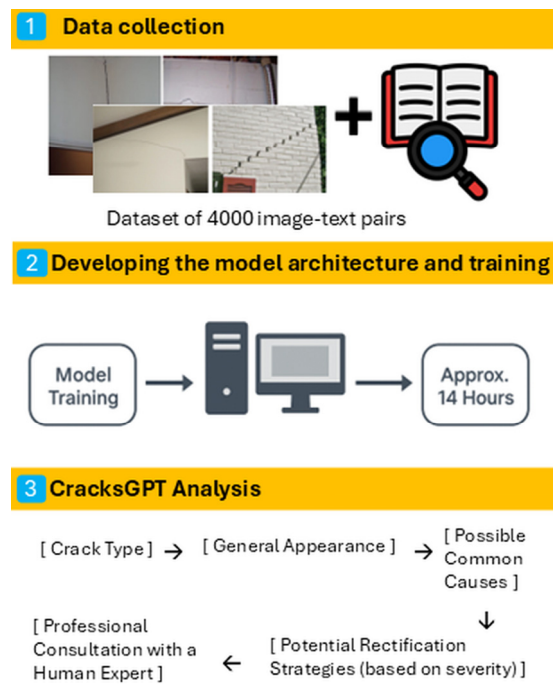 1 Data collection
Dataset of 4000 image-text pairs
2 Developing the model architecture and training
Model
Training
Approx.
14 Hours
3 CracksGPT Analysis
[ Crack Type ] → [ General Appearance ] → [ Possible
Common
Causes ]
↓
[ Potential Rectification
Strategies (based on severity) ]
←
[ Professional
Consultation with a
Human Expert ]